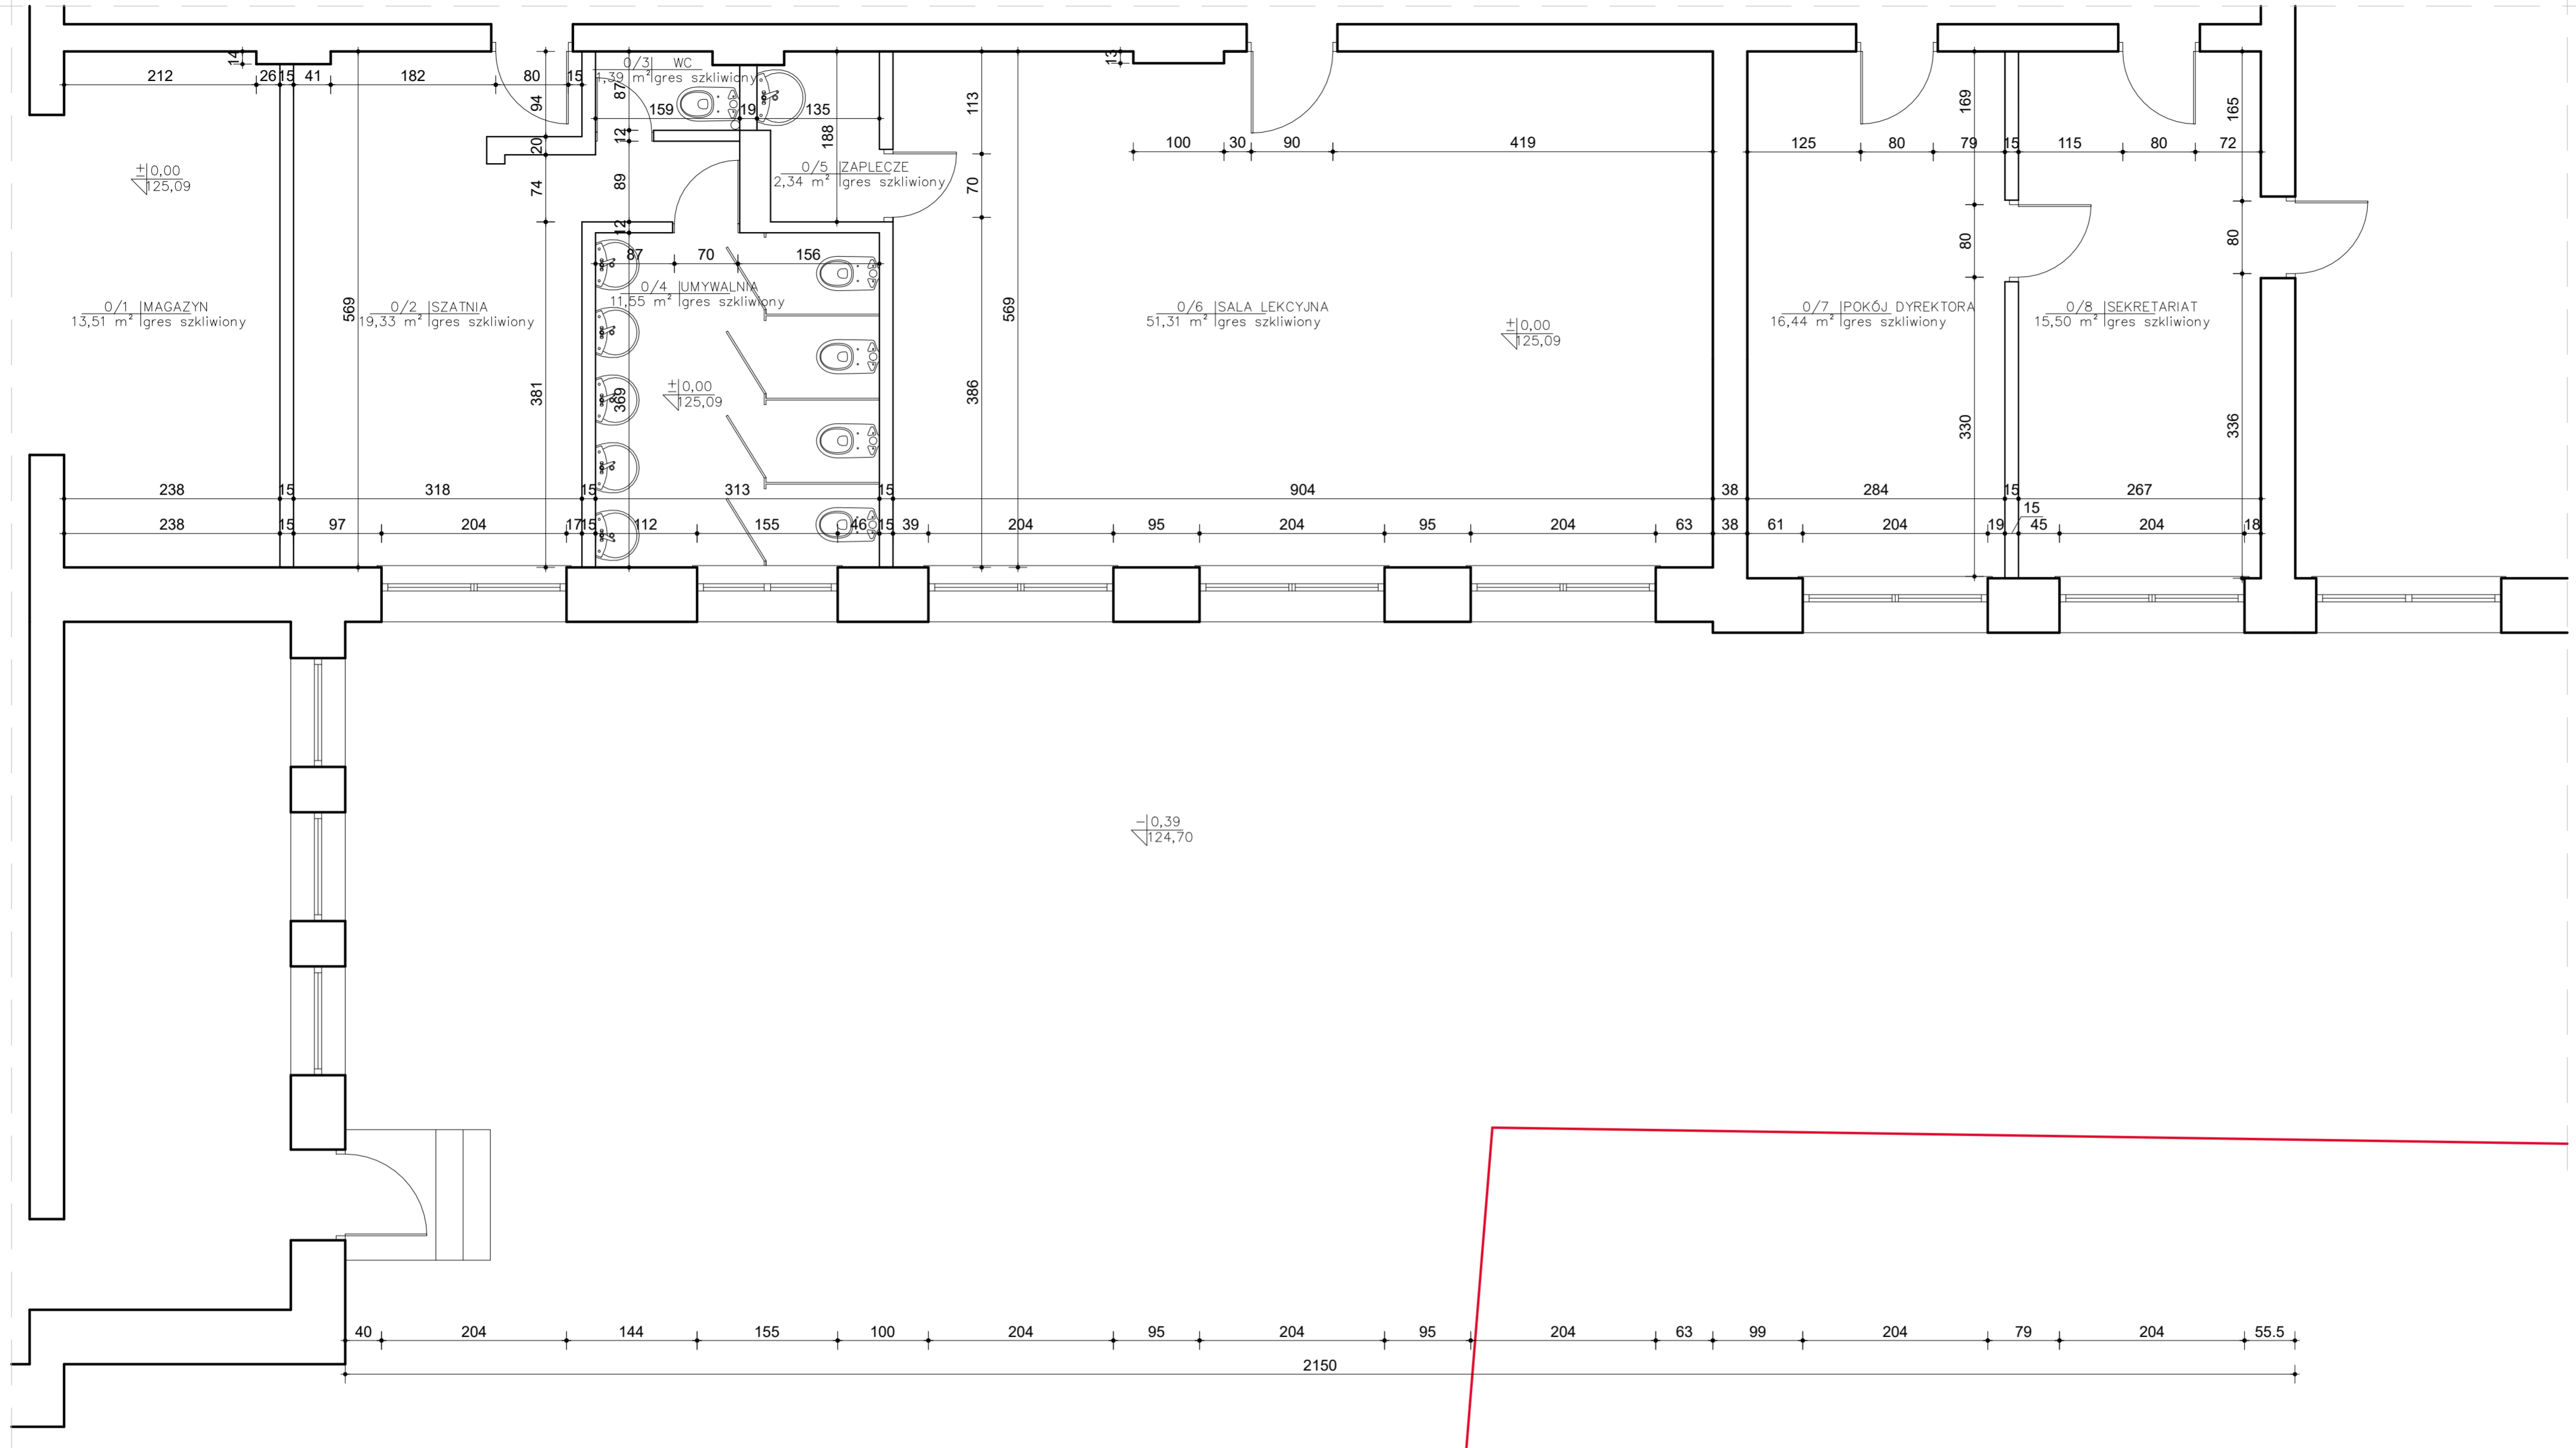 14
13
212 26 15 41 182 80 15
0/3 WC
1,39 m² gres szkliwiony
159 19 135
94
20
74
381
87
12
89
12
369
188
113
70
386
569
569
100 30 90 419
125 80 79 15 115 80 72
169
80
330
165
80
336
±0,00
125,09
0/5 ZAPLECZE
2,34 m² gres szkliwiony
87 70 156
0/4 UMYWALNIA
11,55 m² gres szkliwiony
±0,00
125,09
0/1 MAGAZYN
13,51 m² gres szkliwiony
0/2 SZATNIA
19,33 m² gres szkliwiony
0/6 SALA LEKCYJNA
51,31 m² gres szkliwiony
±0,00
125,09
0/7 POKÓJ DYREKTORA
16,44 m² gres szkliwiony
0/8 SEKRETARIAT
15,50 m² gres szkliwiony
238 15 318 15 313 15 904 38 284 15 267
15
238 15 97 204 17 15 112 155 46 15 39 204 95 204 95 204 63 38 61 204 19 45 204 18
-0,39
124,70
40 204 144 155 100 204 95 204 95 204 63 99 204 79 204 55.5
2150